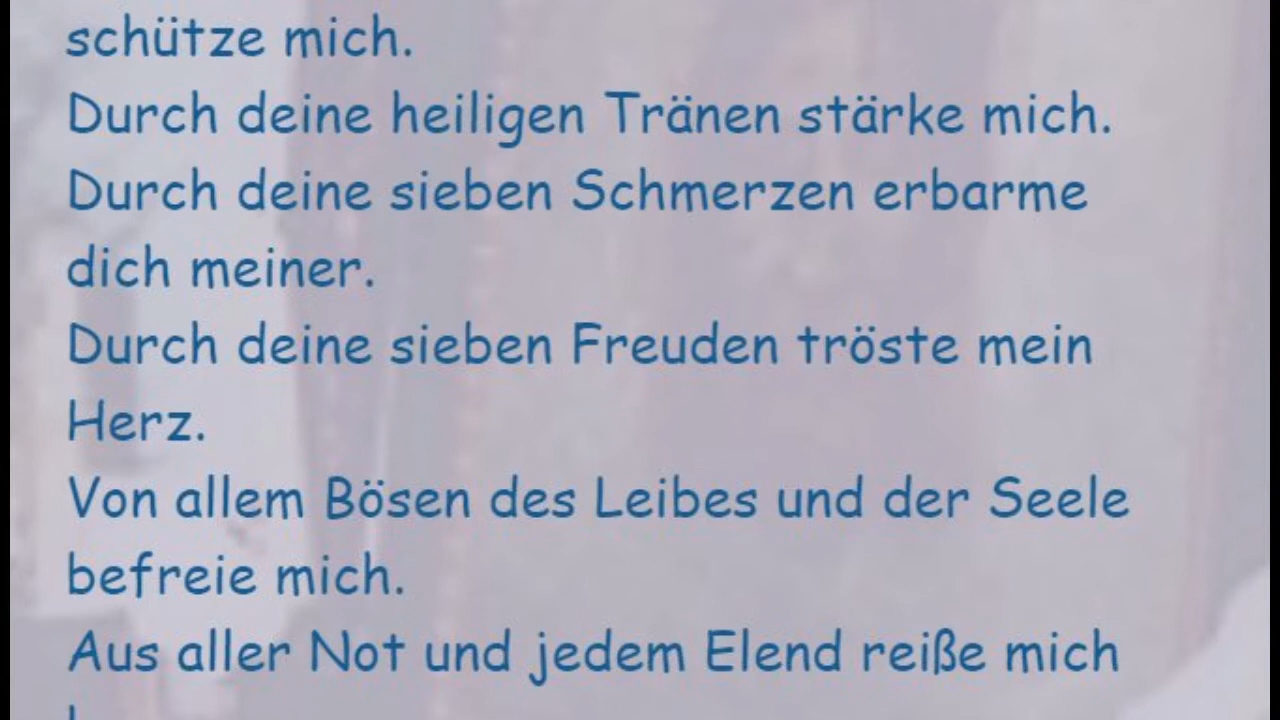 schütze mich.
Durch deine heiligen Tränen stärke mich.
Durch deine sieben Schmerzen erbarme
dich meiner.
Durch deine sieben Freuden tröste mein
Herz.
Von allem Bösen des Leibes und der Seele
befreie mich.
Aus aller Not und jedem Elend reiße mich